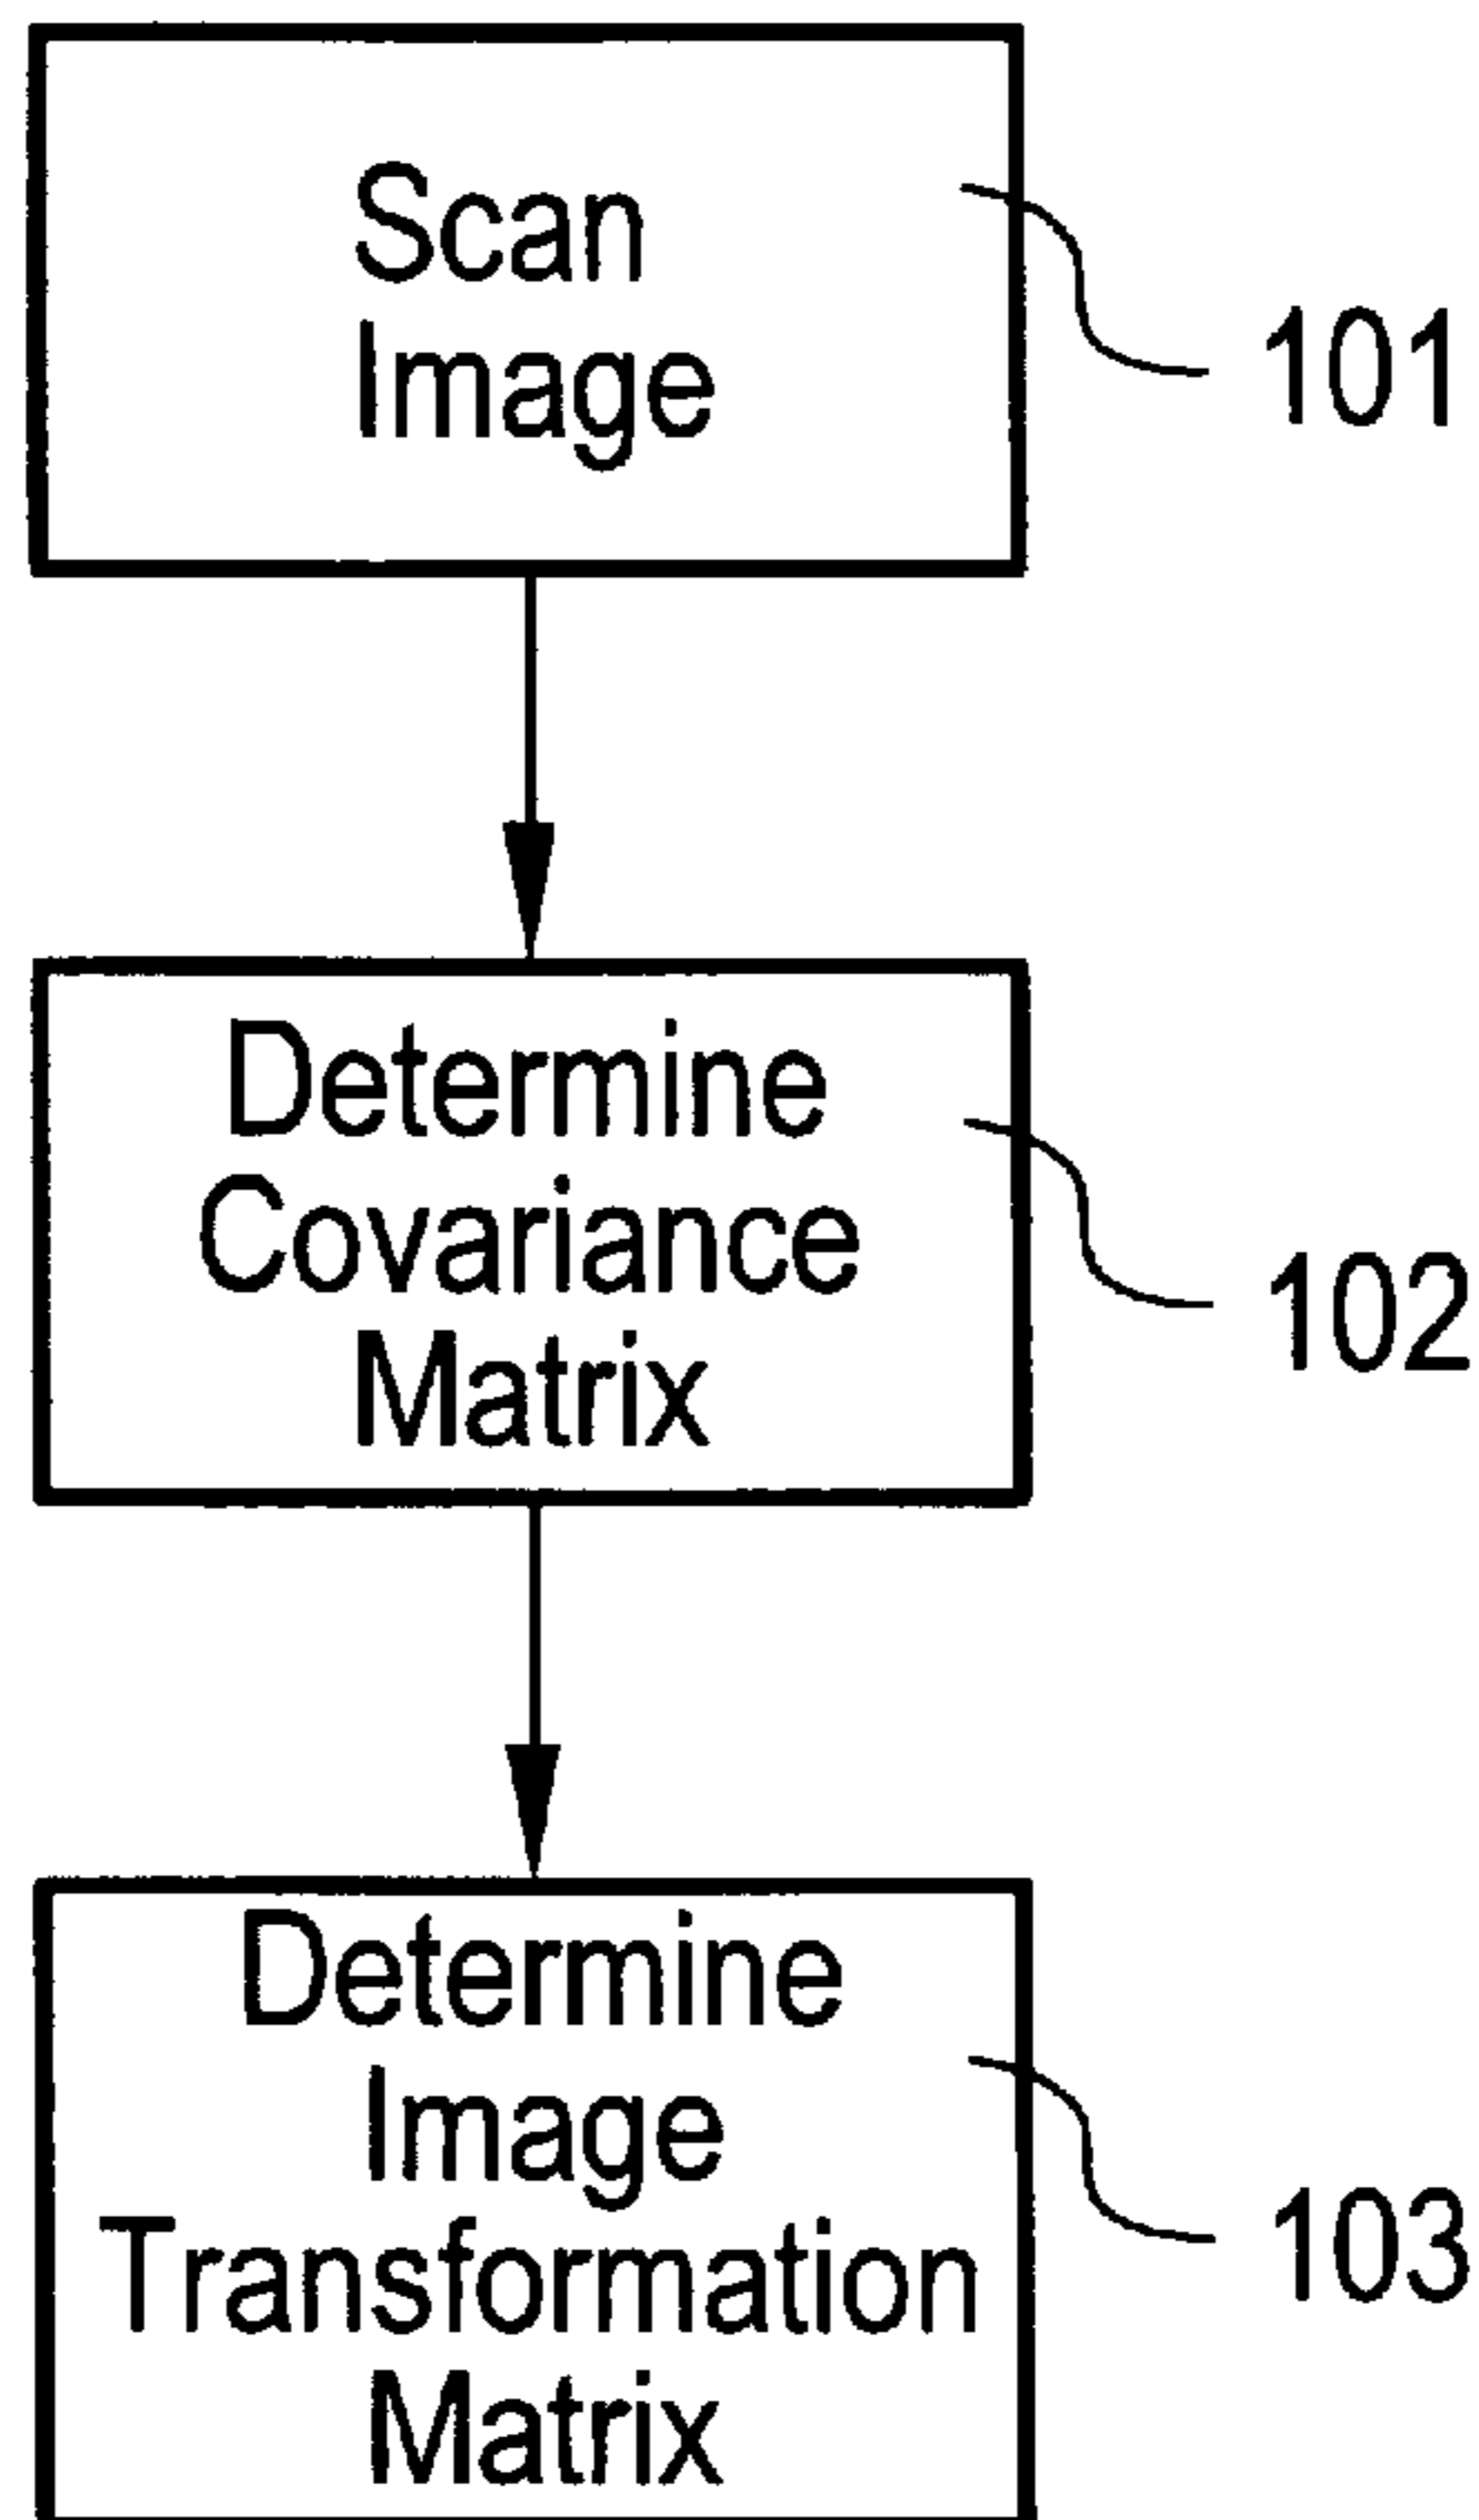 Scan
Image
101
Determine
Covariance
Matrix
102
Determine
Image
Transformation
Matrix
103